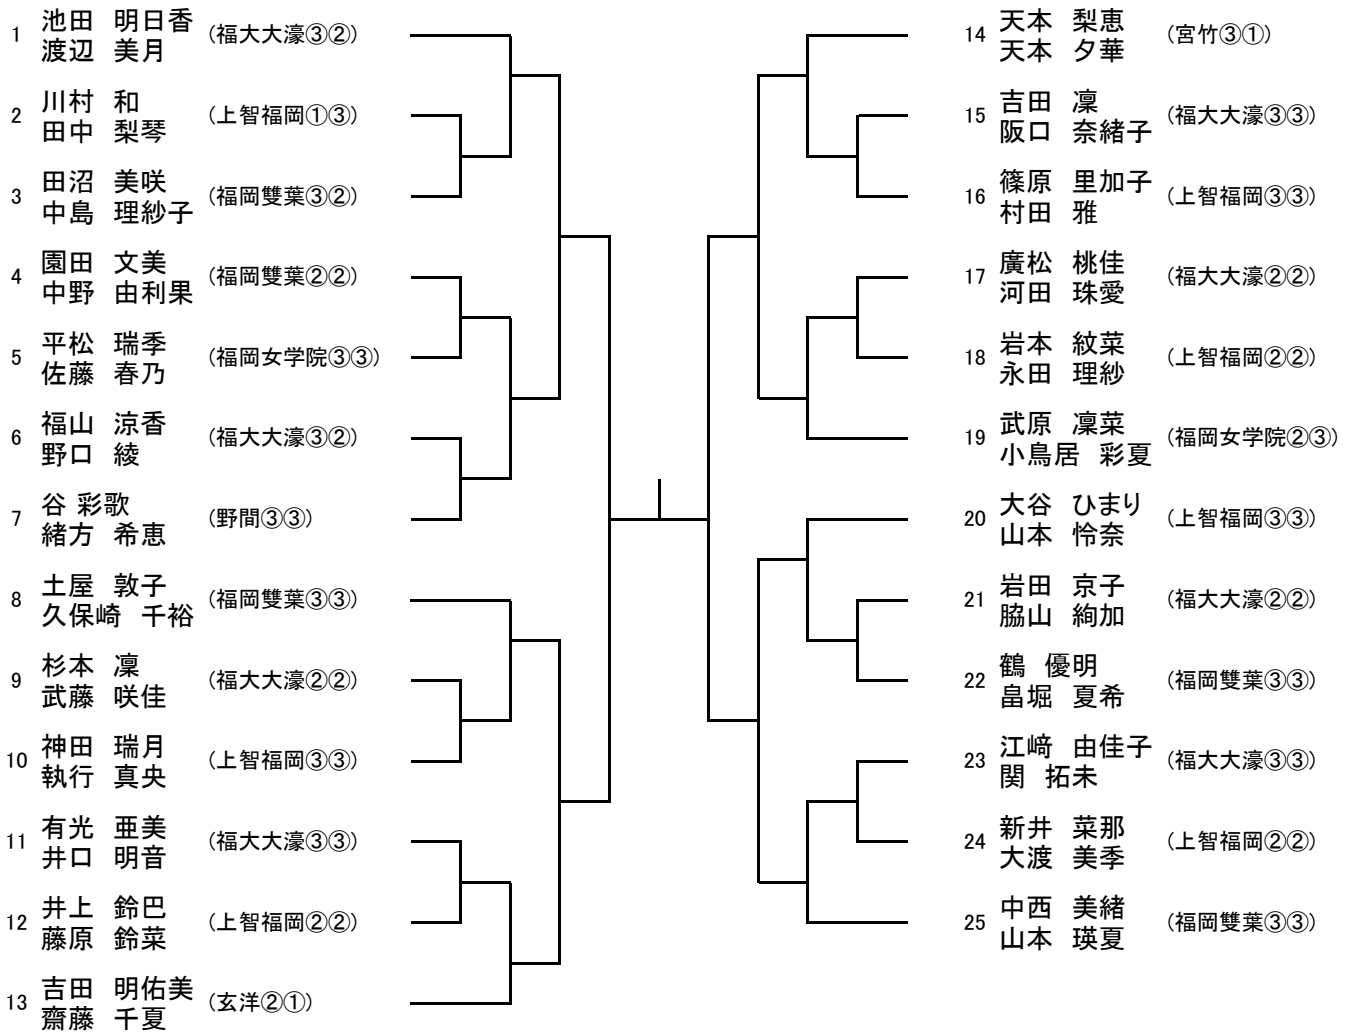 1 池田 明日香 (福大大濠③②)
渡辺 美月
2 川村 和 (上智福岡①③)
田中 梨琴
3 田沼 美咲 (福岡雙葉③②)
中島 理紗子
4 園田 文美 (福岡雙葉②②)
中野 由利果
5 平松 瑞季 (福岡女学院③③)
佐藤 春乃
6 福山 涼香 (福大大濠③②)
野口 綾
7 谷 彩歌 (野間③③)
緒方 希恵
8 土屋 敦子 (福岡雙葉③③)
久保崎 千裕
9 杉本 凜 (福大大濠②②)
武藤 咲佳
10 神田 瑞月 (上智福岡③③)
執行 真央
11 有光 亜美 (福大大濠③③)
井口 明音
12 井上 鈴巴 (上智福岡②②)
藤原 鈴菜
13 吉田 明佑美 (玄洋②①)
齋藤 千夏
14 天本 梨恵 (宮竹③①)
天本 夕華
15 吉田 凜 (福大大濠③③)
阪口 奈緒子
16 篠原 里加子 (上智福岡③③)
村田 雅
17 廣松 桃佳 (福大大濠②②)
河田 珠愛
18 岩本 紋菜 (上智福岡②②)
永田 理紗
19 武原 凜菜 (福岡女学院②③)
小鳥居 彩夏
20 大谷 ひまり (上智福岡③③)
山本 怜奈
21 岩田 京子 (福大大濠②②)
脇山 絢加
22 鶴 優明 (福岡雙葉③③)
畠堀 夏希
23 江﨑 由佳子 (福大大濠③③)
関 拓未
24 新井 菜那 (上智福岡②②)
大渡 美季
25 中西 美緒 (福岡雙葉③③)
山本 瑛夏